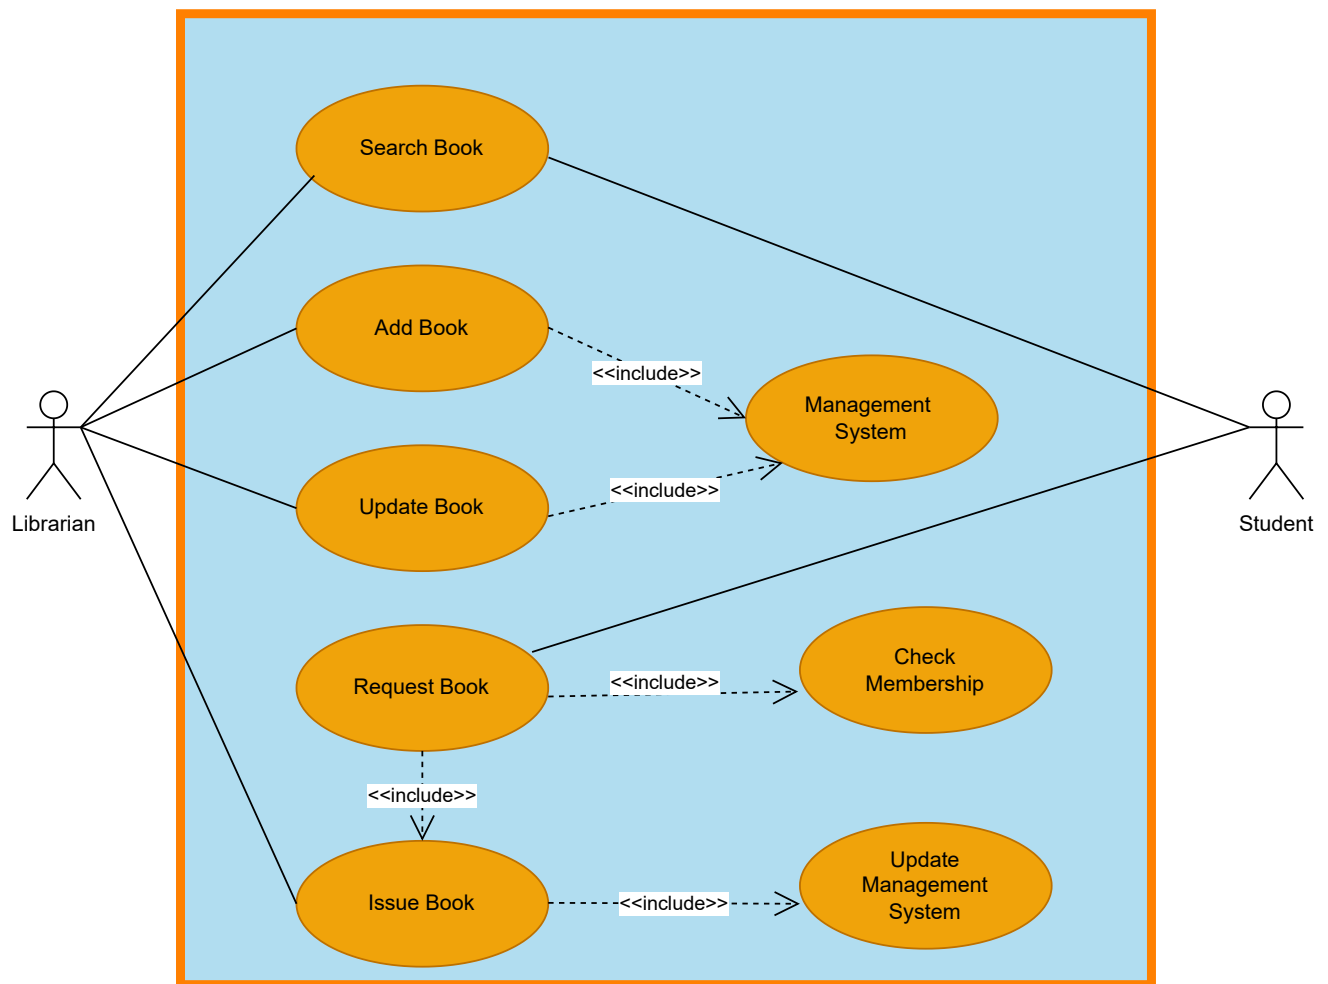 Search Book
Add Book
<<include>>
Management
System
Update Book
<<include>>
Librarian
Student
Request Book
<<include>>
Check
Membership
<<include>>
Issue Book
<<include>>
Update
Management
System